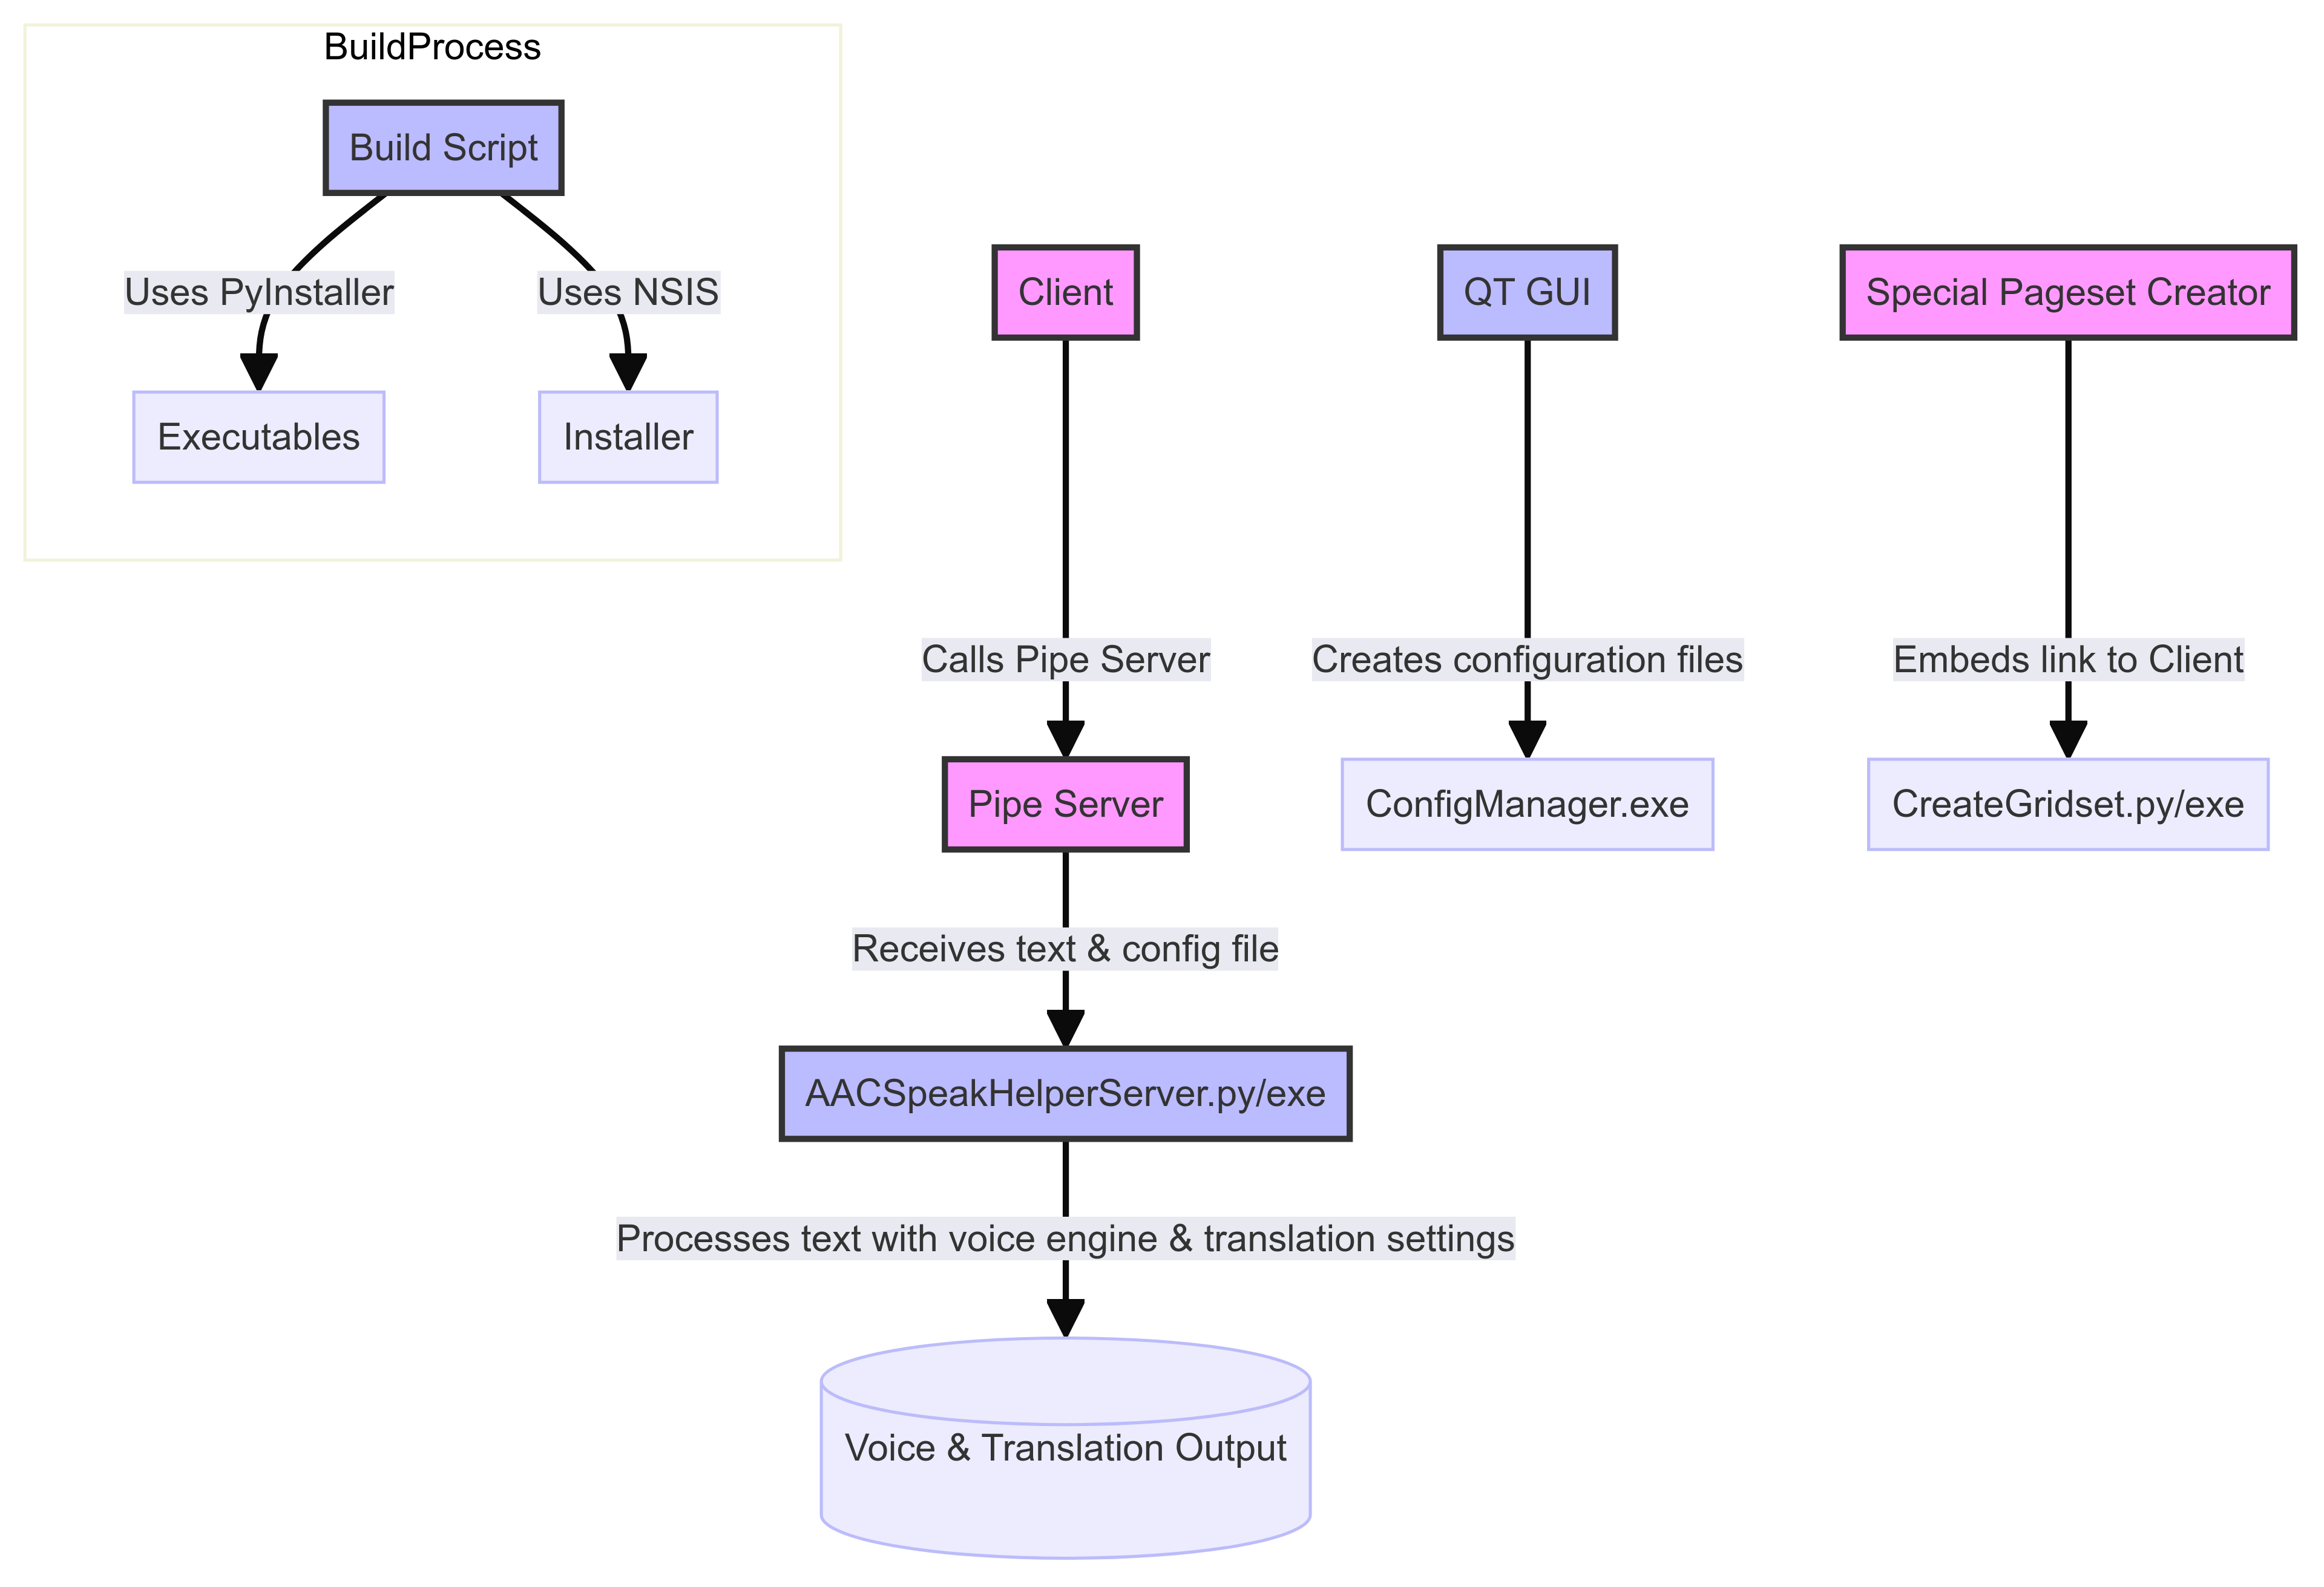 BuildProcess
Build Script
Uses PyInstaller
Uses NSIS
Executables
Installer
Client
QT GUI
Special Pageset Creator
Calls Pipe Server
Creates configuration files
Embeds link to Client
Pipe Server
ConfigManager.exe
CreateGridset.py/exe
Receives text & config file
AACSpeakHelperServer.py/exe
Processes text with voice engine & translation settings
Voice & Translation Output